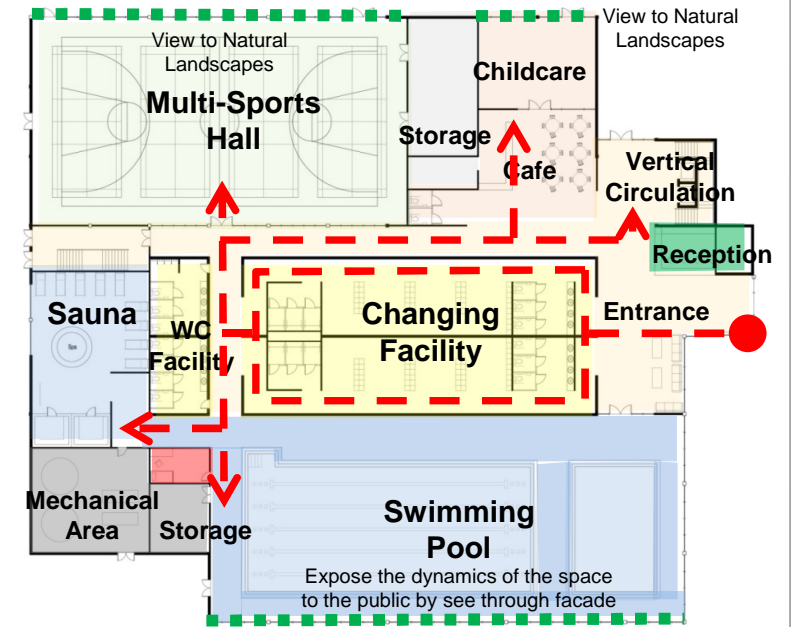 View to Natural
Landscapes
View to Natural
Landscapes
Multi-Sports
Hall
Childcare
Storage
Cafe
Vertical
Circulation
Reception
Sauna
WC
Facility
Changing
Facility
Entrance
Mechanical
Area
Storage
Swimming
Pool
Expose the dynamics of the space
to the public by see through facade